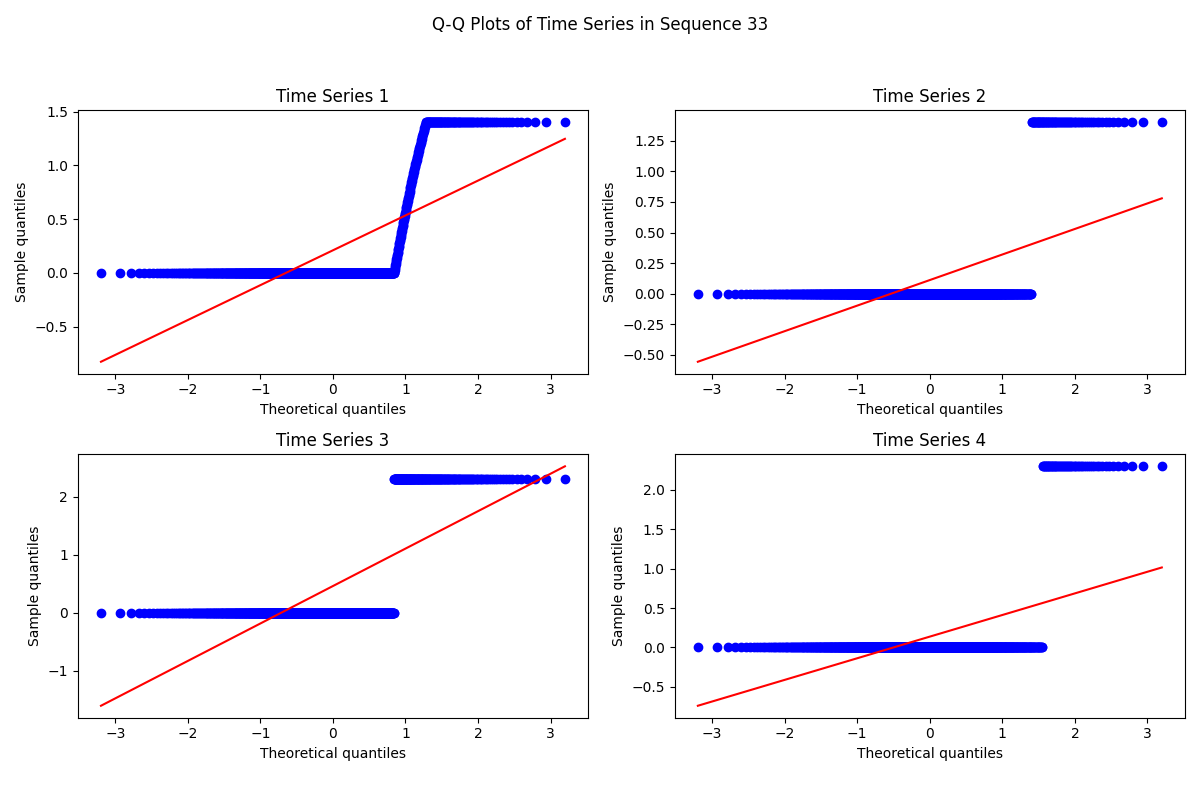 Q-Q Plots of Time Series in Sequence 33
Time Series 1
Sample quantiles
1.5
1.0
0.5
0.0
−0.5
−3 −2 −1 0 1 2 3
Theoretical quantiles
Time Series 2
Sample quantiles
1.25
1.00
0.75
0.50
0.25
0.00
−0.25
−0.50
−3 −2 −1 0 1 2 3
Theoretical quantiles
Time Series 3
Sample quantiles
2
1
0
−1
−3 −2 −1 0 1 2 3
Theoretical quantiles
Time Series 4
Sample quantiles
2.0
1.5
1.0
0.5
0.0
−0.5
−3 −2 −1 0 1 2 3
Theoretical quantiles